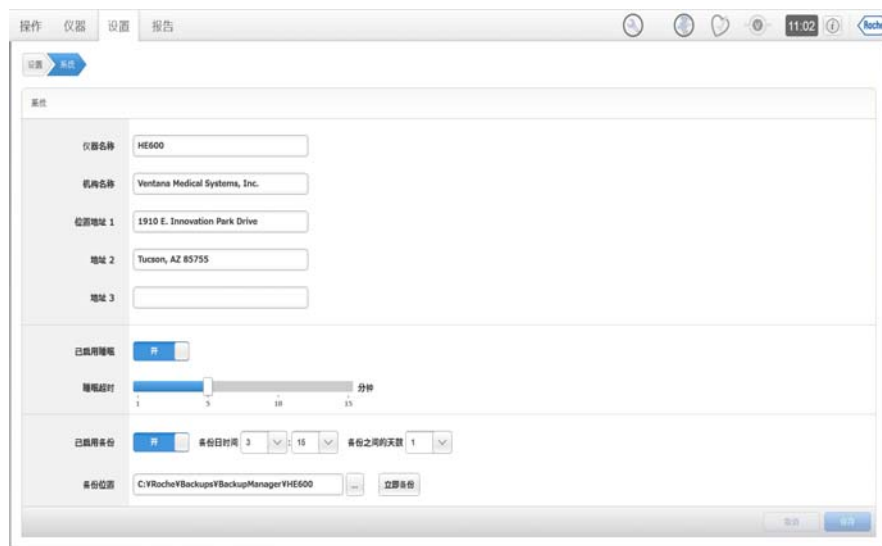 操作 仪器 设置 报告 11:02 Roche
设置 系统
系统
仪器名称 HE600
机构名称 Ventana Medical Systems, Inc.
位置地址 1 1910 E. Innovation Park Drive
地址 2 Tucson, AZ 85755
地址 3
已启用睡眠 开
睡眠超时 分钟
1 5 10 15
已启用备份 开 备份日时间 3 : 15 备份之间的天数 1
备份位置 C:¥Roche¥Backups¥BackupManager¥HE600 ... 立即备份
取消 保存